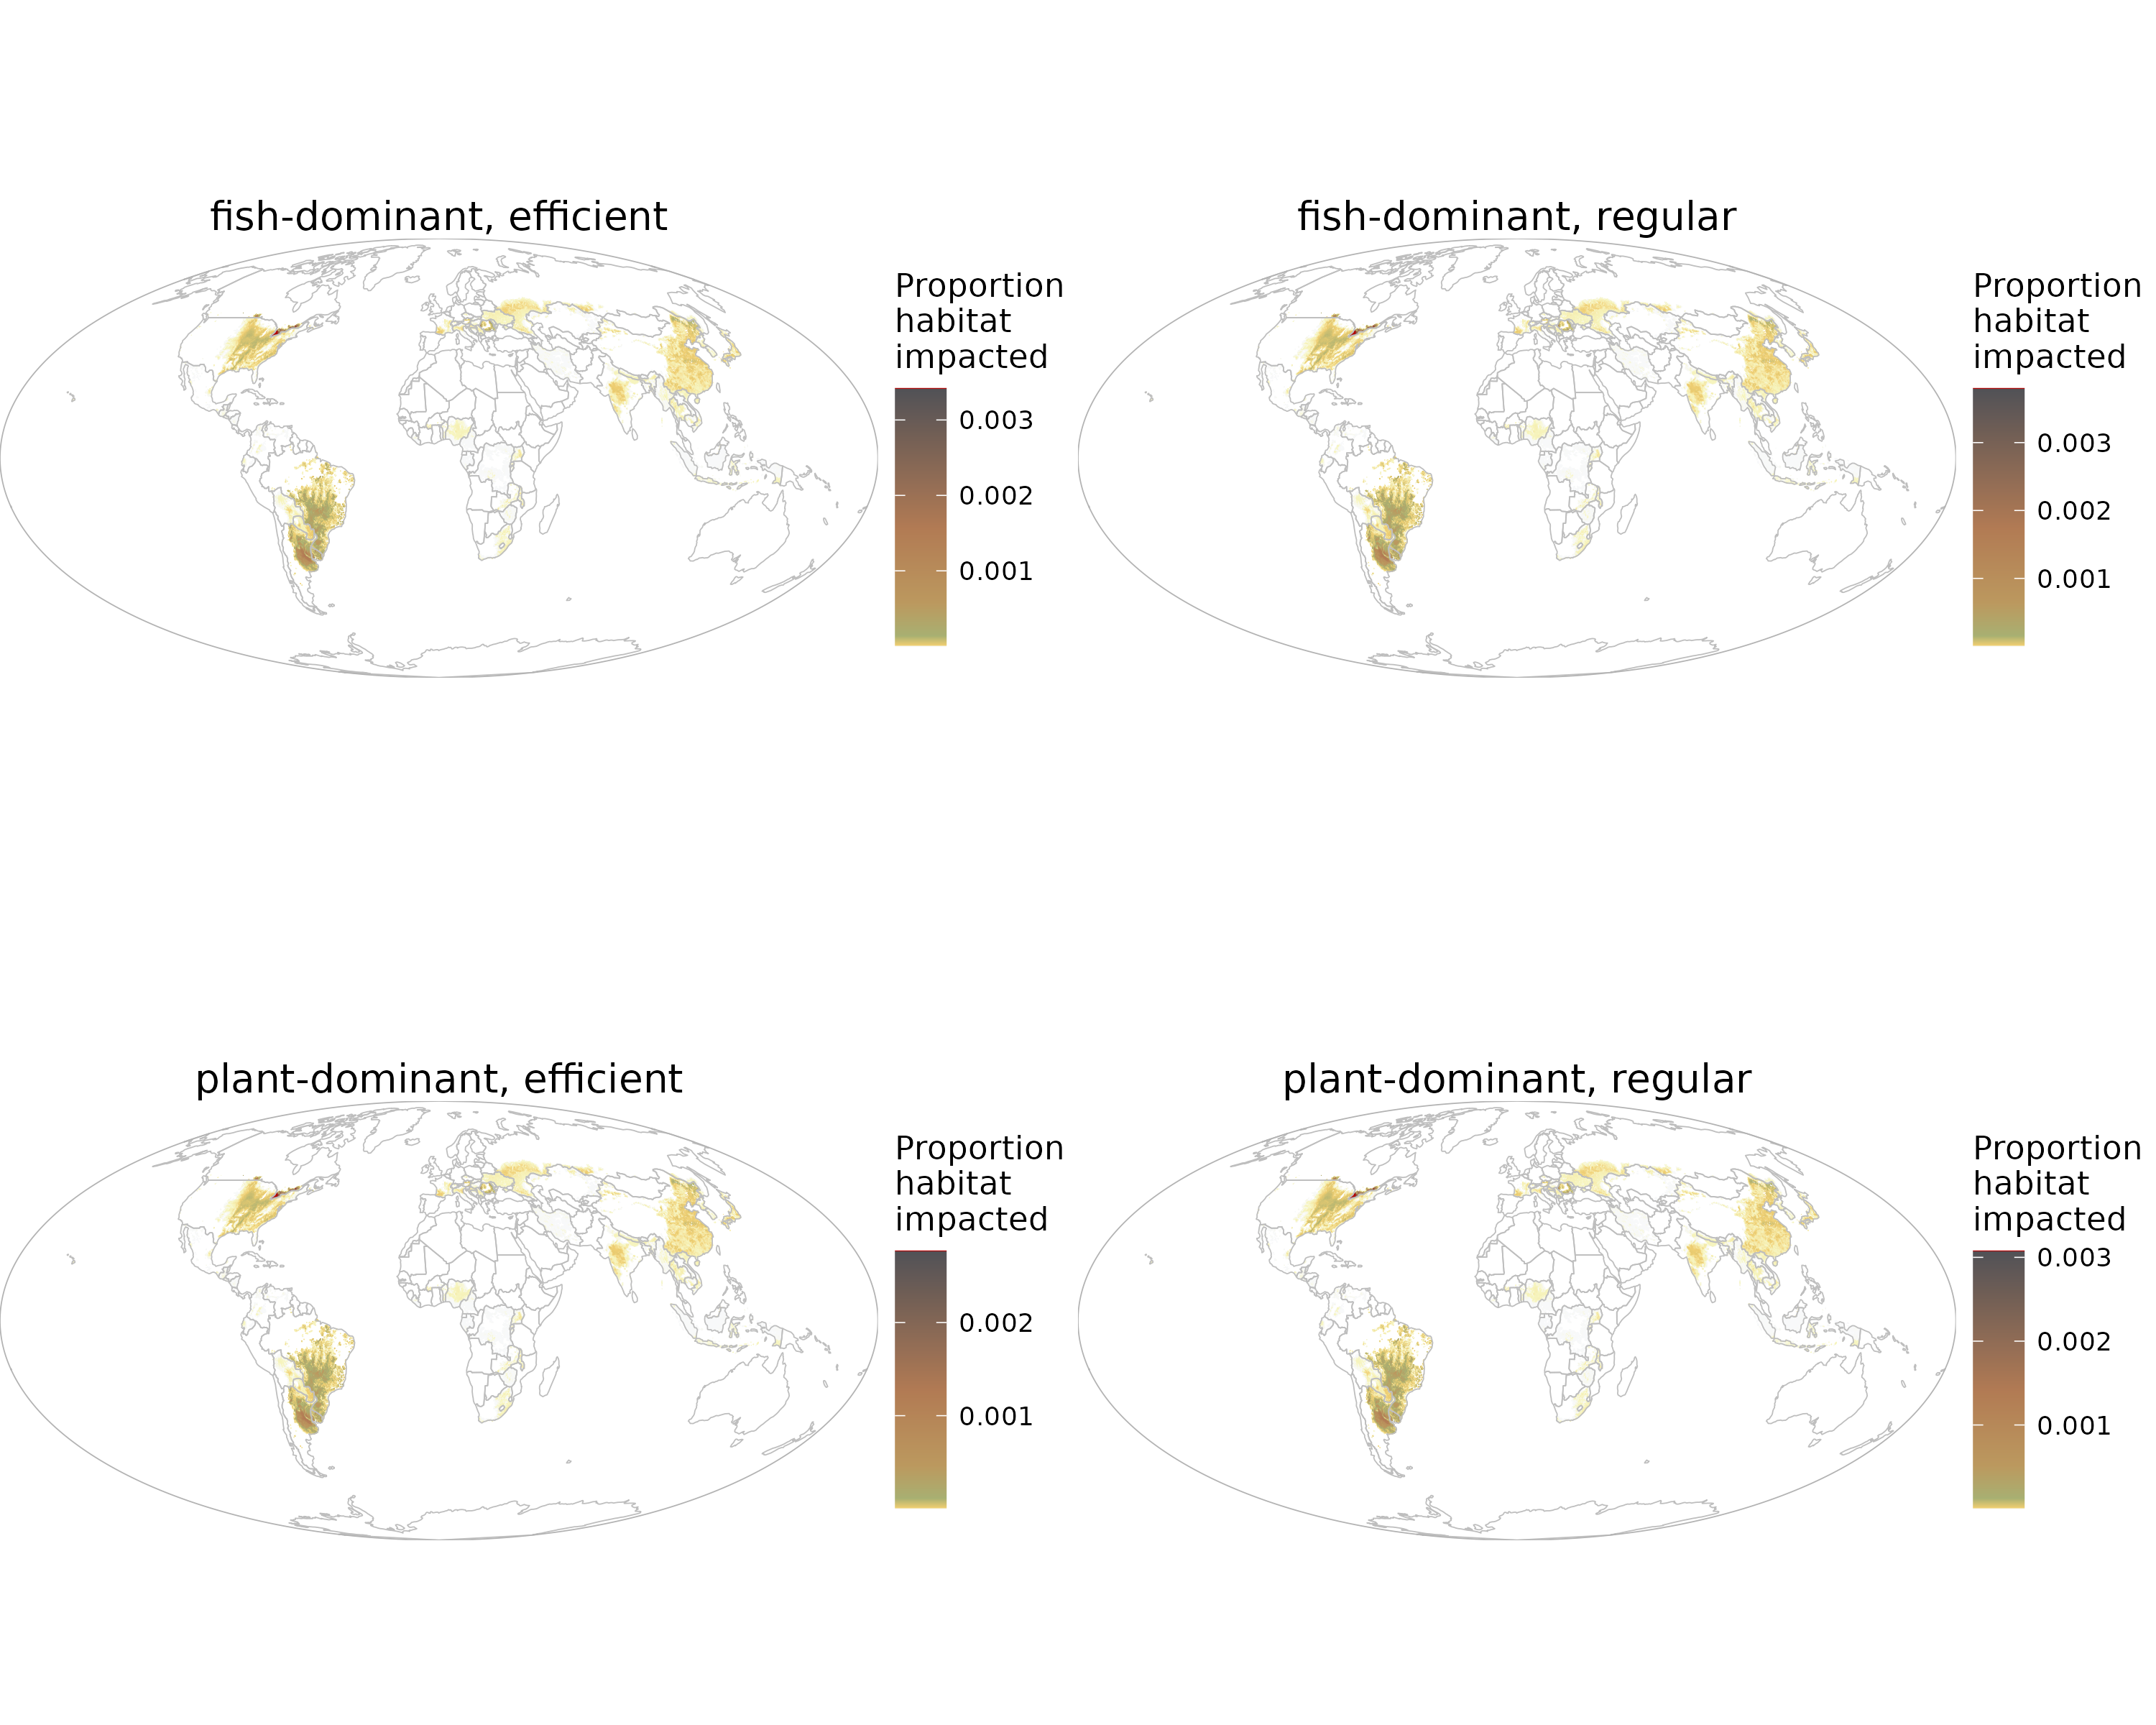 fish-dominant, efficient
Proportion
habitat
impacted
0.003
0.002
0.001
fish-dominant, regular
Proportion
habitat
impacted
0.003
0.002
0.001
plant-dominant, efficient
Proportion
habitat
impacted
0.002
0.001
plant-dominant, regular
Proportion
habitat
impacted
0.003
0.002
0.001